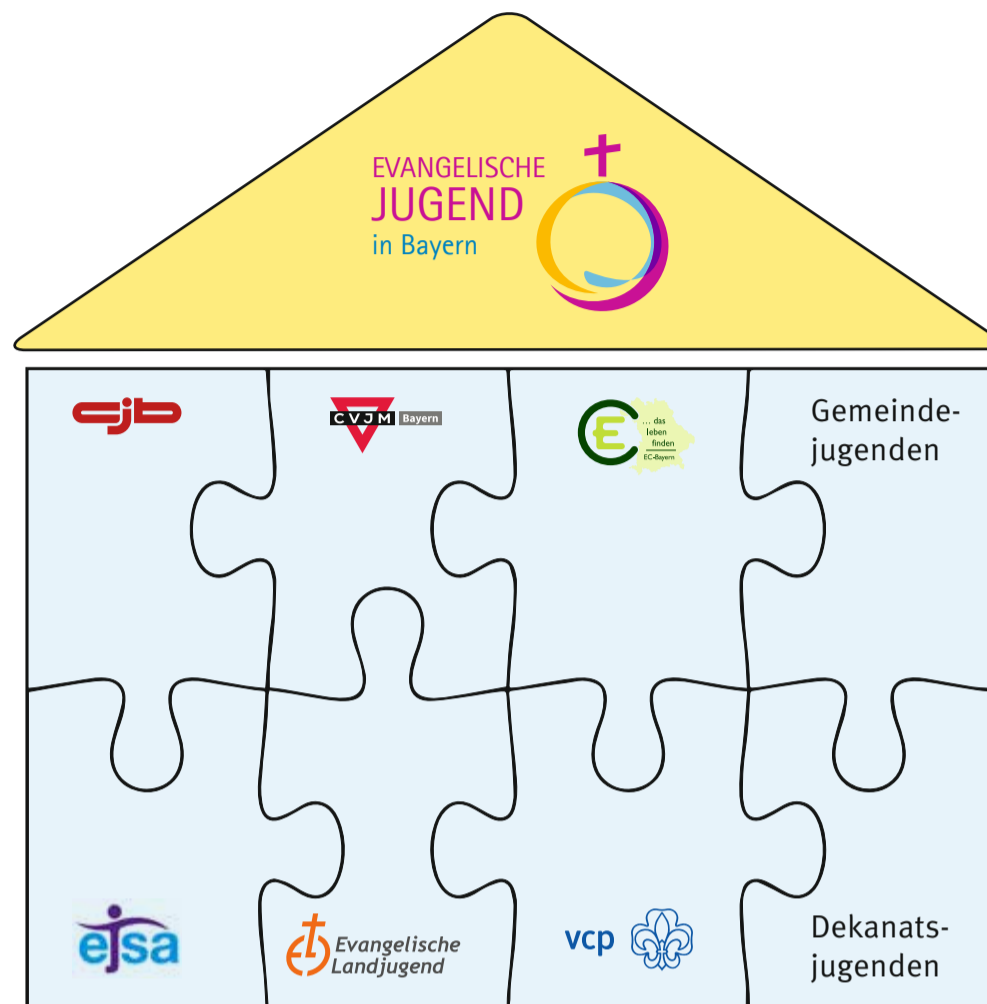 EVANGELISCHE
JUGEND
in Bayern
cjb
CVJM Bayern
E
... das
leben
finden
EC-Bayern
Gemeinde-
jugenden
ejsa
Evangelische
Landjugend
vcp
Dekanats-
jugenden